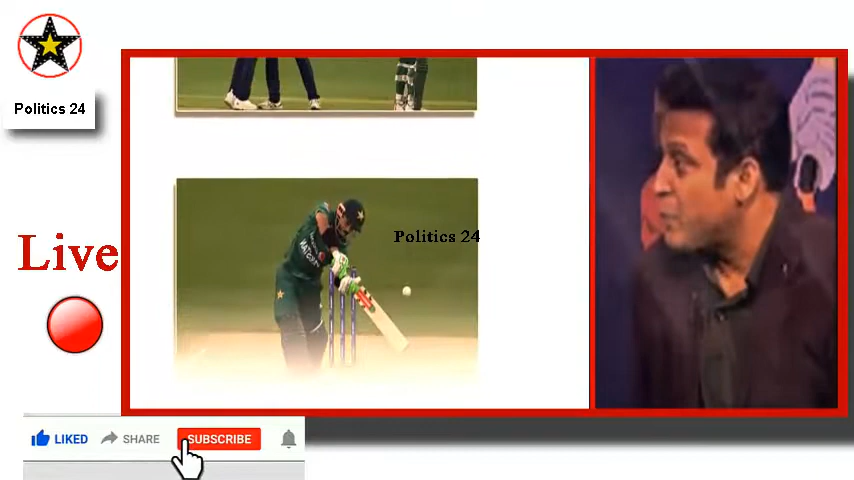 Politics 24
Politics 24
Live
LIKED
SHARE
SUBSCRIBE